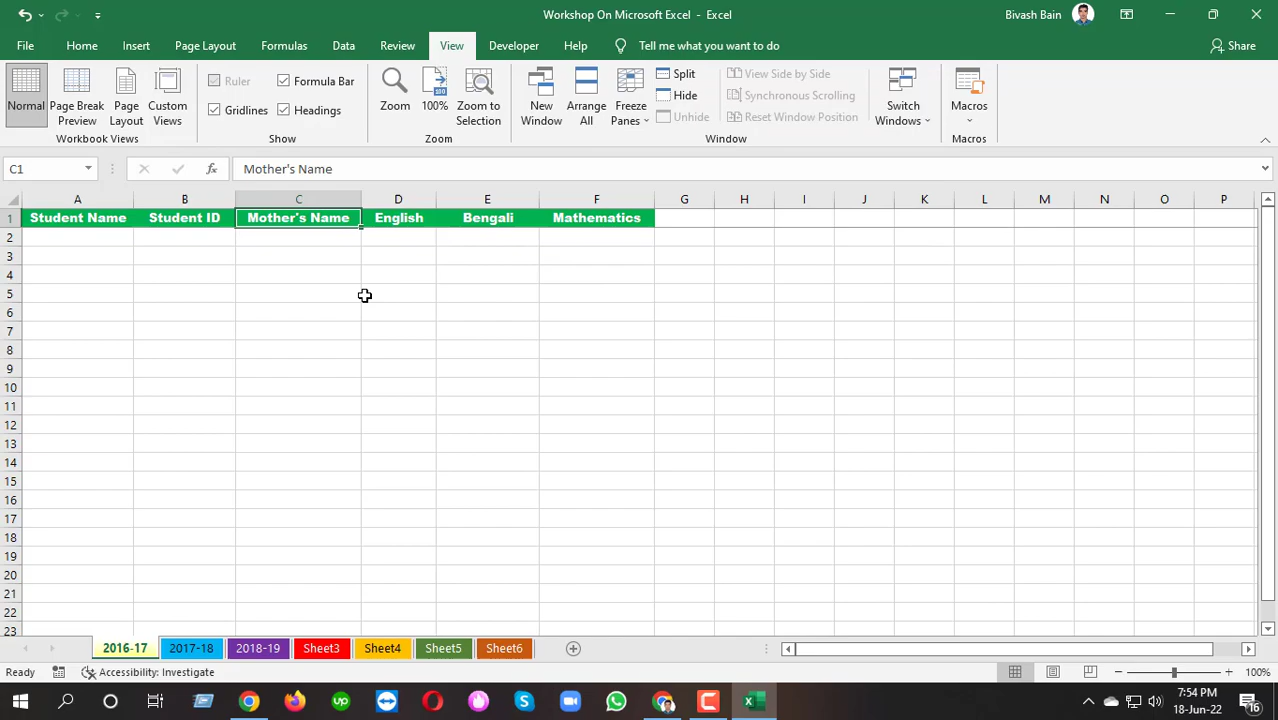 Workshop On Microsoft Excel - Excel
Bivash Bain
File Home Insert Page Layout Formulas Data Review View Developer Help Tell me what you want to do Share
Normal
Page Break Preview
Page Layout
Custom Views
Ruler
Formula Bar
Gridlines
Headings
Zoom
100%
Zoom to Selection
New Window
Arrange All
Freeze Panes
Split
Hide
Unhide
View Side by Side
Synchronous Scrolling
Reset Window Position
Switch Windows
Macros
Workbook Views Show Zoom Window Macros
C1 fx Mother's Name
A B C D E F G H I J K L M N O P
1 Student Name Student ID Mother's Name English Bengali Mathematics
2
3
4
5
6
7
8
9
10
11
12
13
14
15
16
17
18
19
20
21
22
23
2016-17 2017-18 2018-19 Sheet3 Sheet4 Sheet5 Sheet6
Ready Accessibility: Investigate 100%
up
7:54 PM
18-Jun-22
16